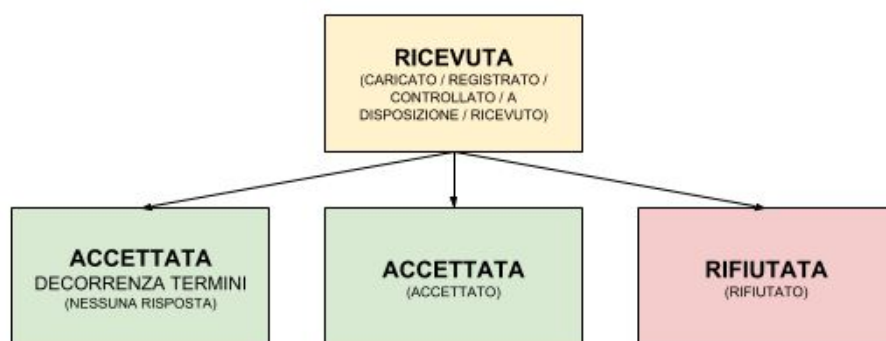 RICEVUTA
(CARICATO / REGISTRATO /
CONTROLLATO / A
DISPOSIZIONE / RICEVUTO)
ACCETTATA
DECORRENZA TERMINI
(NESSUNA RISPOSTA)
ACCETTATA
(ACCETTATO)
RIFIUTATA
(RIFIUTATO)